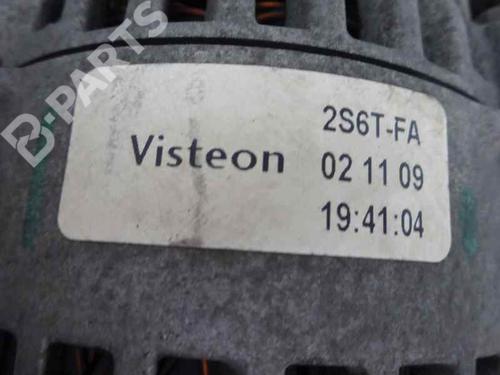 B-PARTS
Visteon
2S6T-FA
02 11 09
19:41:04